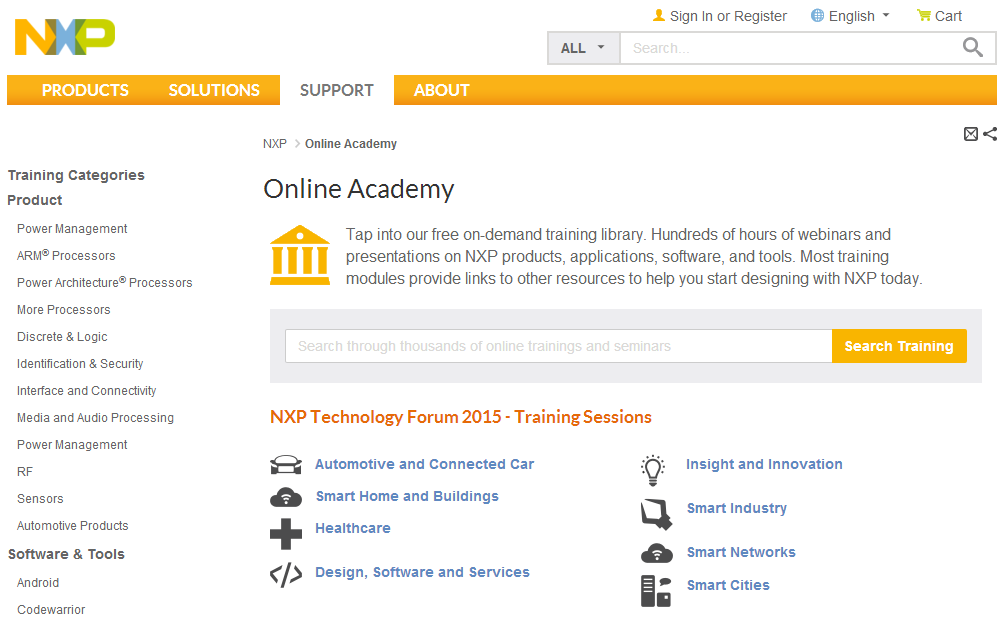 NXP
Sign In or Register
English
Cart
ALL
Search...
PRODUCTS
SOLUTIONS
SUPPORT
ABOUT
NXP > Online Academy
Training Categories
Product
Power Management
ARM® Processors
Power Architecture® Processors
More Processors
Discrete & Logic
Identification & Security
Interface and Connectivity
Media and Audio Processing
Power Management
RF
Sensors
Automotive Products
Software & Tools
Android
Codewarrior
Online Academy
Tap into our free on-demand training library. Hundreds of hours of webinars and
presentations on NXP products, applications, software, and tools. Most training
modules provide links to other resources to help you start designing with NXP today.
Search through thousands of online trainings and seminars
Search Training
NXP Technology Forum 2015 - Training Sessions
Automotive and Connected Car
Smart Home and Buildings
Healthcare
Design, Software and Services
Insight and Innovation
Smart Industry
Smart Networks
Smart Cities